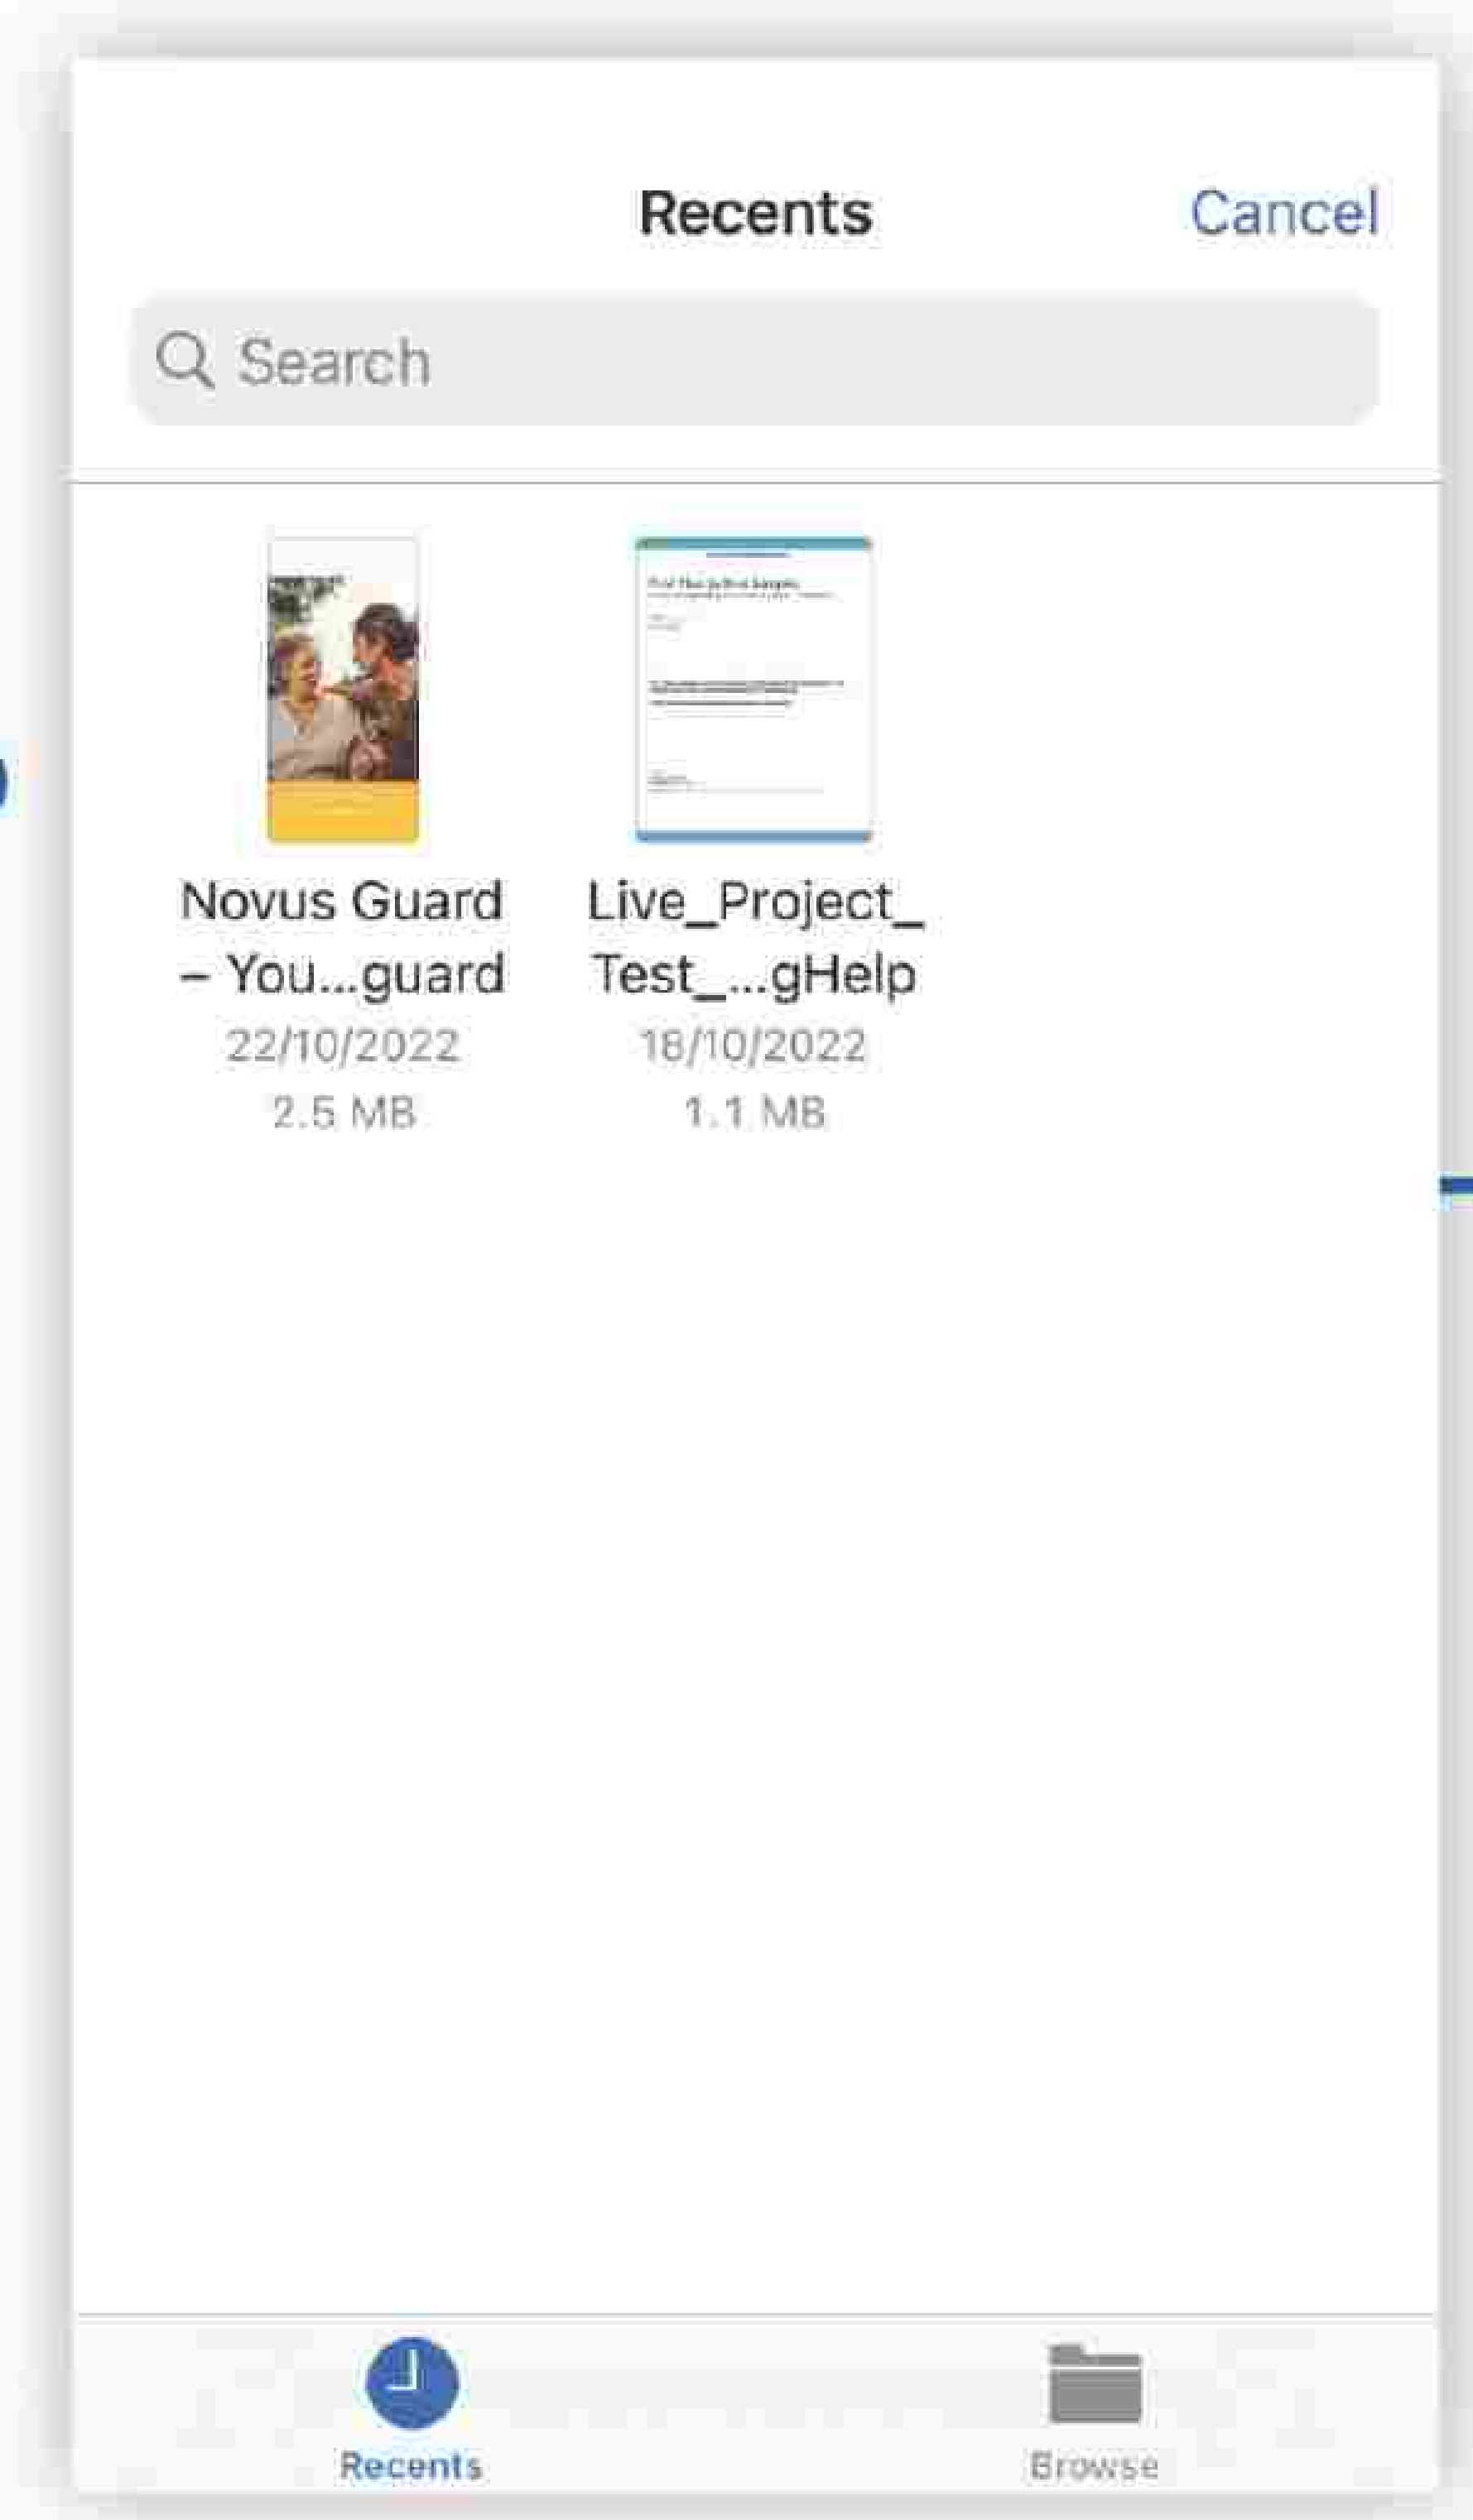 Recents
Cancel
Search
Novus Guard
– You...guard
22/10/2022
2.5 MB
Live_Project_
Test_...gHelp
18/10/2022
1.1 MB
Recents
Browse